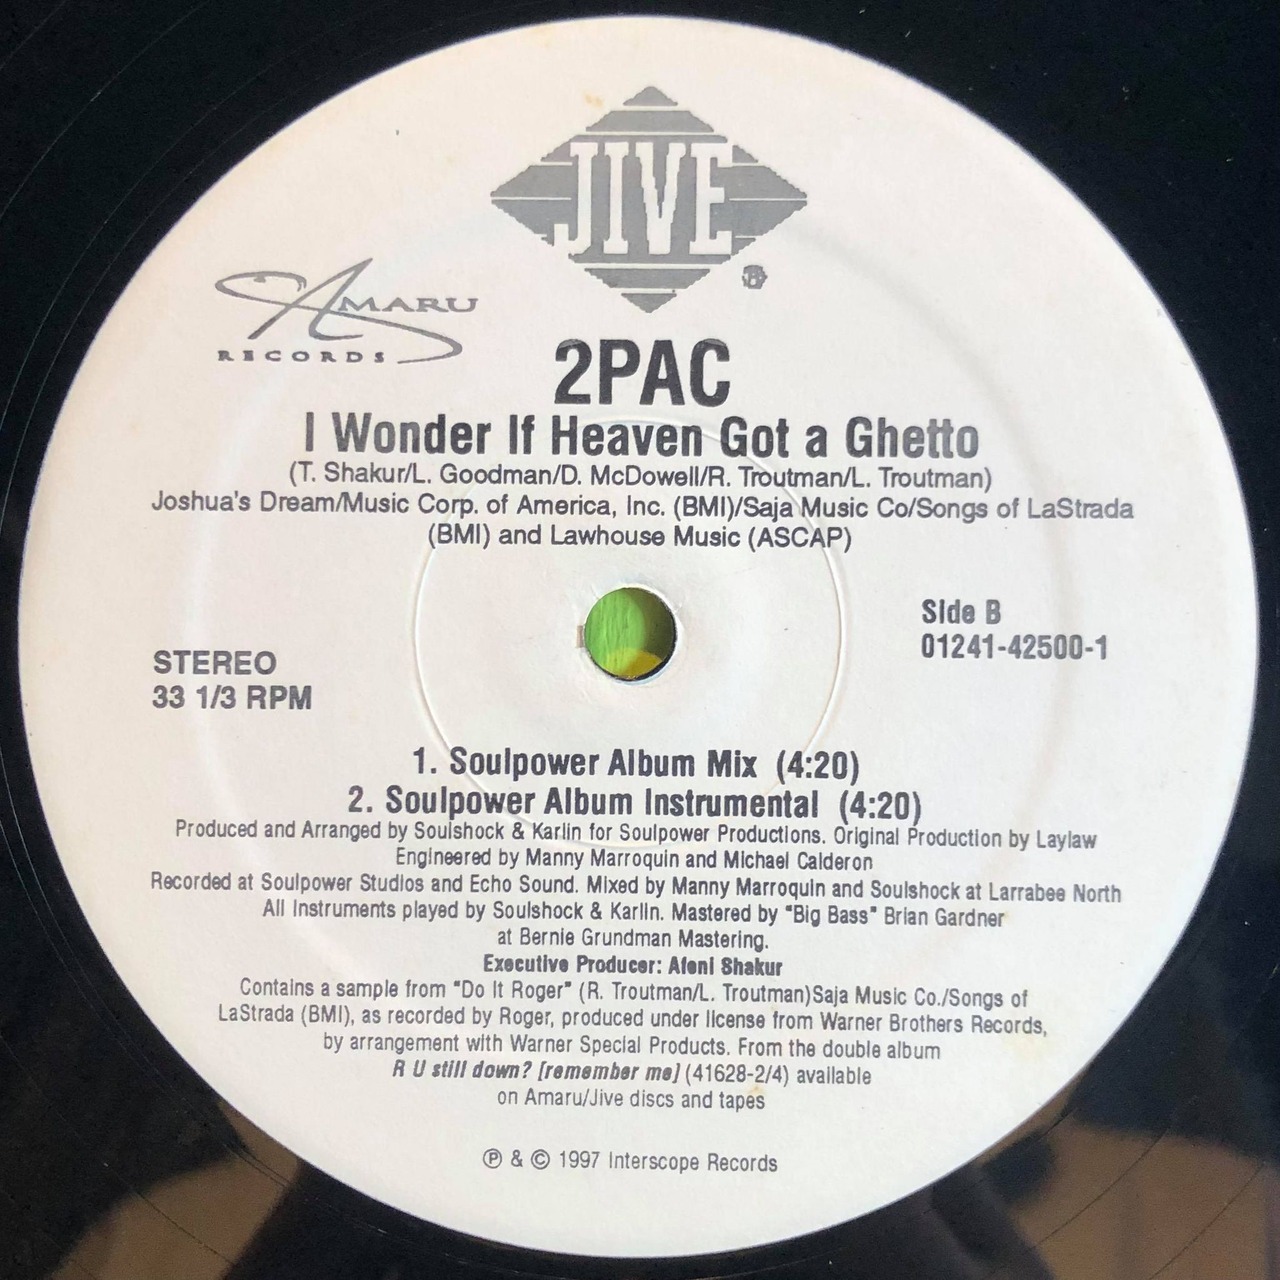 JIVE
®
AMARU
RECORDS
2PAC
I Wonder If Heaven Got a Ghetto
(T. Shakur/L. Goodman/D. McDowell/R. Troutman/L. Troutman)
Joshua's Dream/Music Corp. of America, Inc. (BMI)/Saja Music Co/Songs of LaStrada
(BMI) and Lawhouse Music (ASCAP)
Side B
01241-42500-1
STEREO
33 1/3 RPM
1. Soulpower Album Mix (4:20)
2. Soulpower Album Instrumental (4:20)
Produced and Arranged by Soulshock & Karlin for Soulpower Productions. Original Production by Laylaw
Engineered by Manny Marroquin and Michael Calderon
Recorded at Soulpower Studios and Echo Sound. Mixed by Manny Marroquin and Soulshock at Larrabee North
All Instruments played by Soulshock & Karlin. Mastered by "Big Bass" Brian Gardner
at Bernie Grundman Mastering.
Executive Producer: Afeni Shakur
Contains a sample from "Do It Roger" (R. Troutman/L. Troutman)Saja Music Co./Songs of
LaStrada (BMI), as recorded by Roger, produced under license from Warner Brothers Records,
by arrangement with Warner Special Products. From the double album
R U still down? [remember me] (41628-2/4) available
on Amaru/Jive discs and tapes
℗ & © 1997 Interscope Records